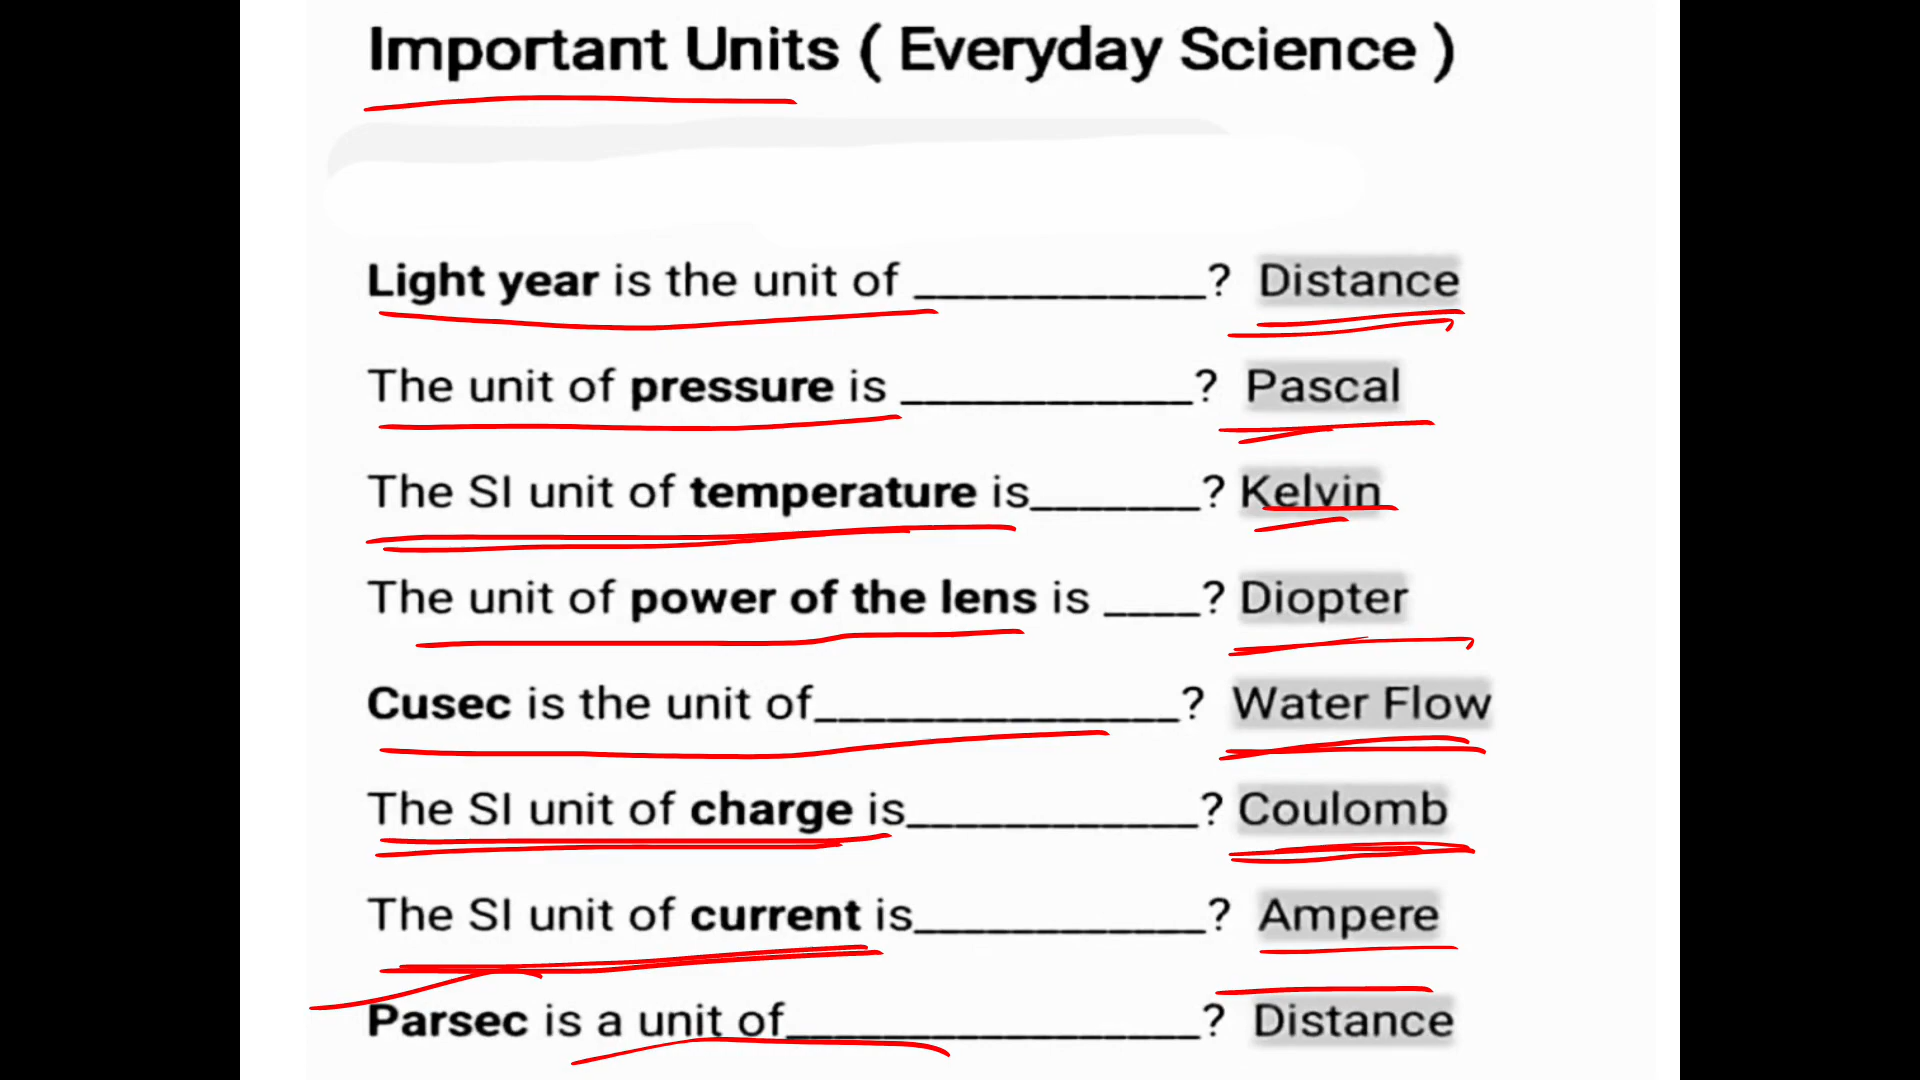 Important Units ( Everyday Science )
Light year is the unit of ____________? Distance
The unit of pressure is ____________? Pascal
The SI unit of temperature is_______? Kelvin
The unit of power of the lens is ____? Diopter
Cusec is the unit of_______________? Water Flow
The SI unit of charge is____________? Coulomb
The SI unit of current is____________? Ampere
Parsec is a unit of_________________? Distance